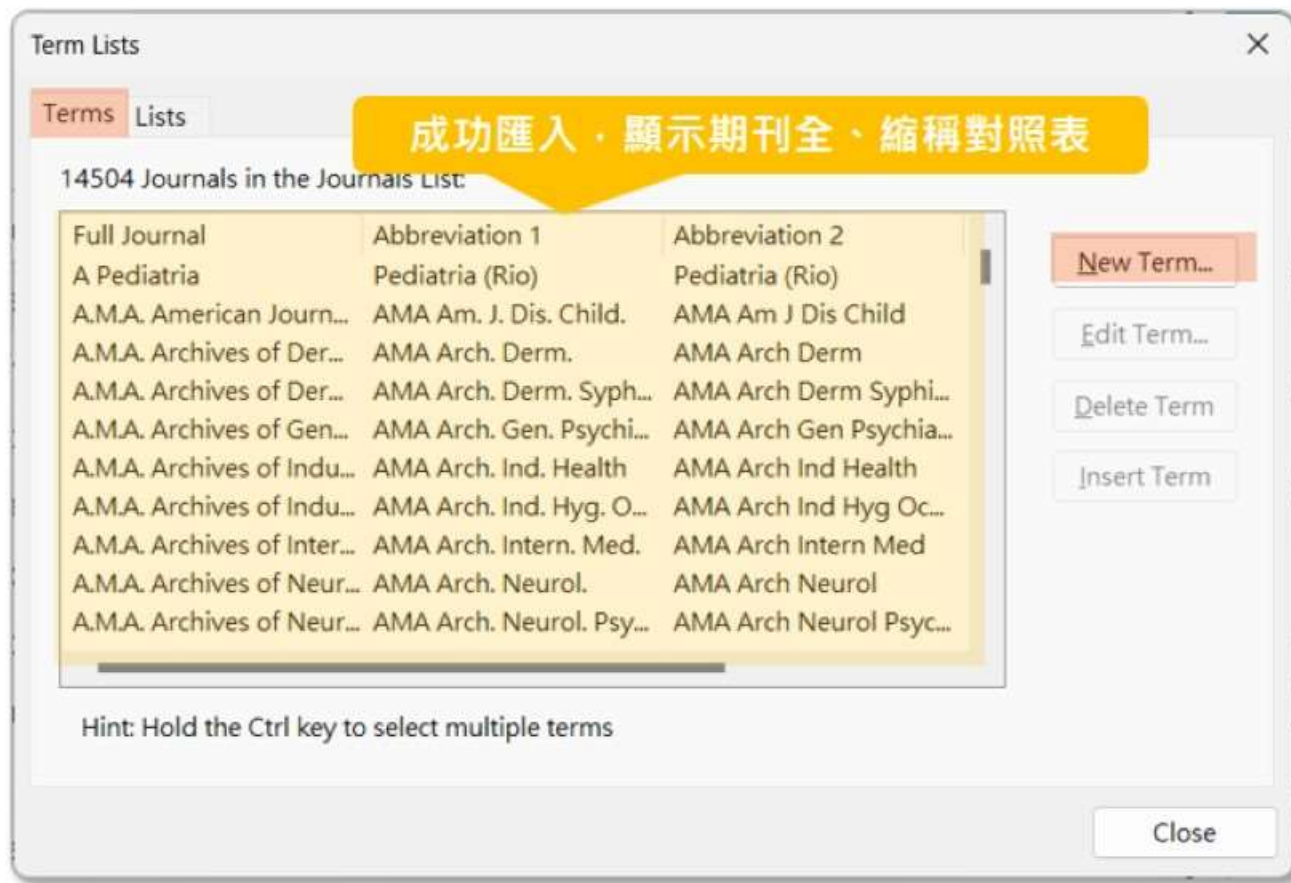 Term Lists
Terms Lists
成功匯入，顯示期刊全、縮稱對照表
14504 Journals in the Journals List:
Full Journal Abbreviation 1 Abbreviation 2
A Pediatria Pediatria (Rio) Pediatria (Rio)
A.M.A. American Journ... AMA Am. J. Dis. Child. AMA Am J Dis Child
A.M.A. Archives of Der... AMA Arch. Derm. AMA Arch Derm
A.M.A. Archives of Der... AMA Arch. Derm. Syph... AMA Arch Derm Syphi...
A.M.A. Archives of Gen... AMA Arch. Gen. Psychi... AMA Arch Gen Psychia...
A.M.A. Archives of Indu... AMA Arch. Ind. Health AMA Arch Ind Health
A.M.A. Archives of Indu... AMA Arch. Ind. Hyg. O... AMA Arch Ind Hyg Oc...
A.M.A. Archives of Inter... AMA Arch. Intern. Med. AMA Arch Intern Med
A.M.A. Archives of Neur... AMA Arch. Neurol. AMA Arch Neurol
A.M.A. Archives of Neur... AMA Arch. Neurol. Psy... AMA Arch Neurol Psyc...
New Term...
Edit Term...
Delete Term
Insert Term
Hint: Hold the Ctrl key to select multiple terms
Close